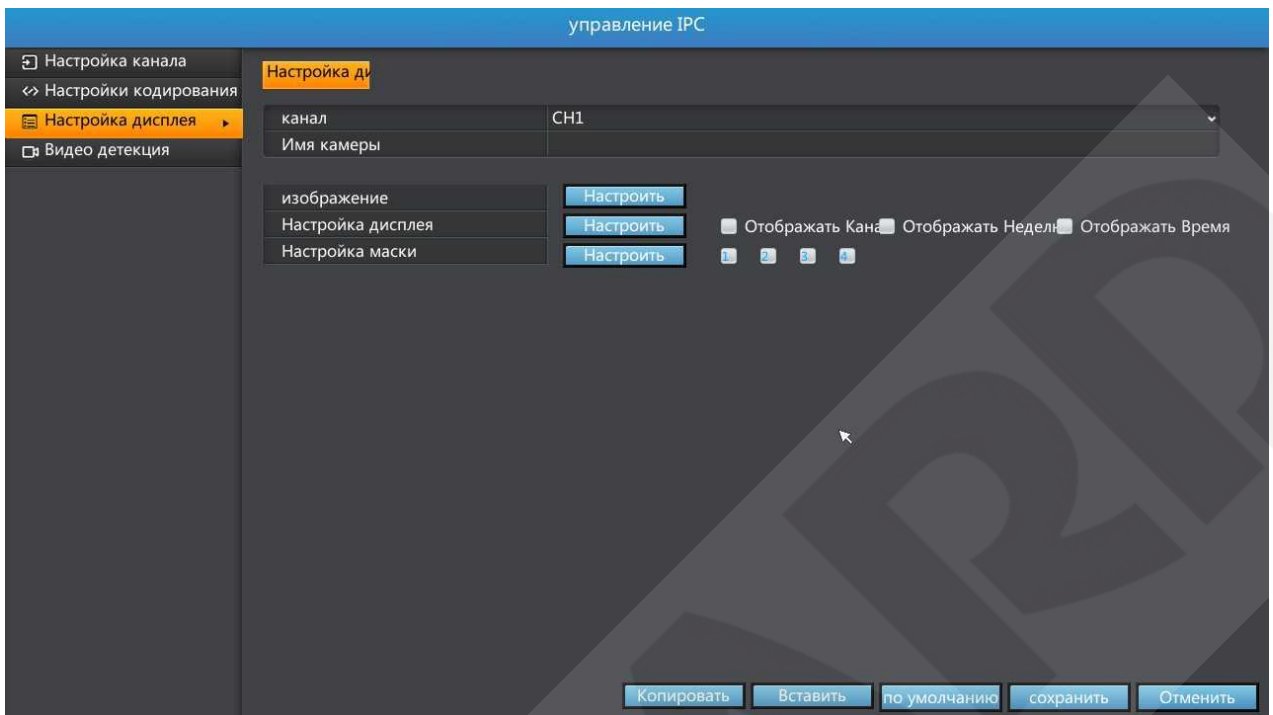 управление IPC
Настройка канала
Настройки кодирования
Настройка дисплея
Видео детекция
Настройка ди
канал CH1
Имя камеры
изображение Настроить
Настройка дисплея Настроить Отображать Кана Отображать Недел Отображать Время
Настройка маски Настроить 1 2 3 4
Копировать Вставить по умолчанию сохранить Отменить